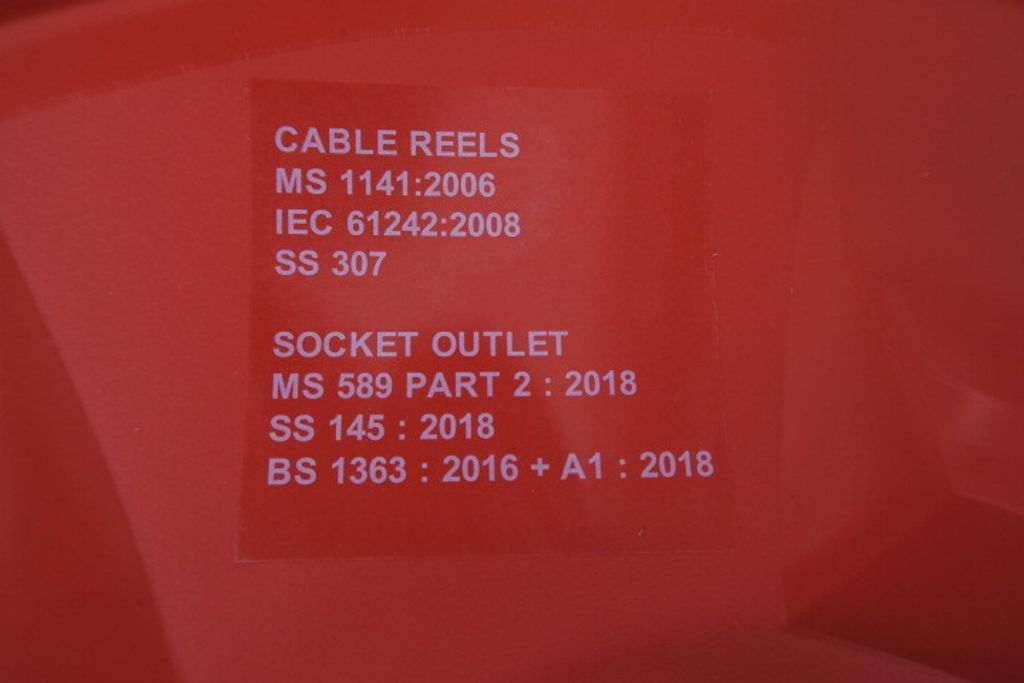 CABLE REELS
MS 1141:2006
IEC 61242:2008
SS 307
SOCKET OUTLET
MS 589 PART 2 : 2018
SS 145 : 2018
BS 1363 : 2016 + A1 : 2018